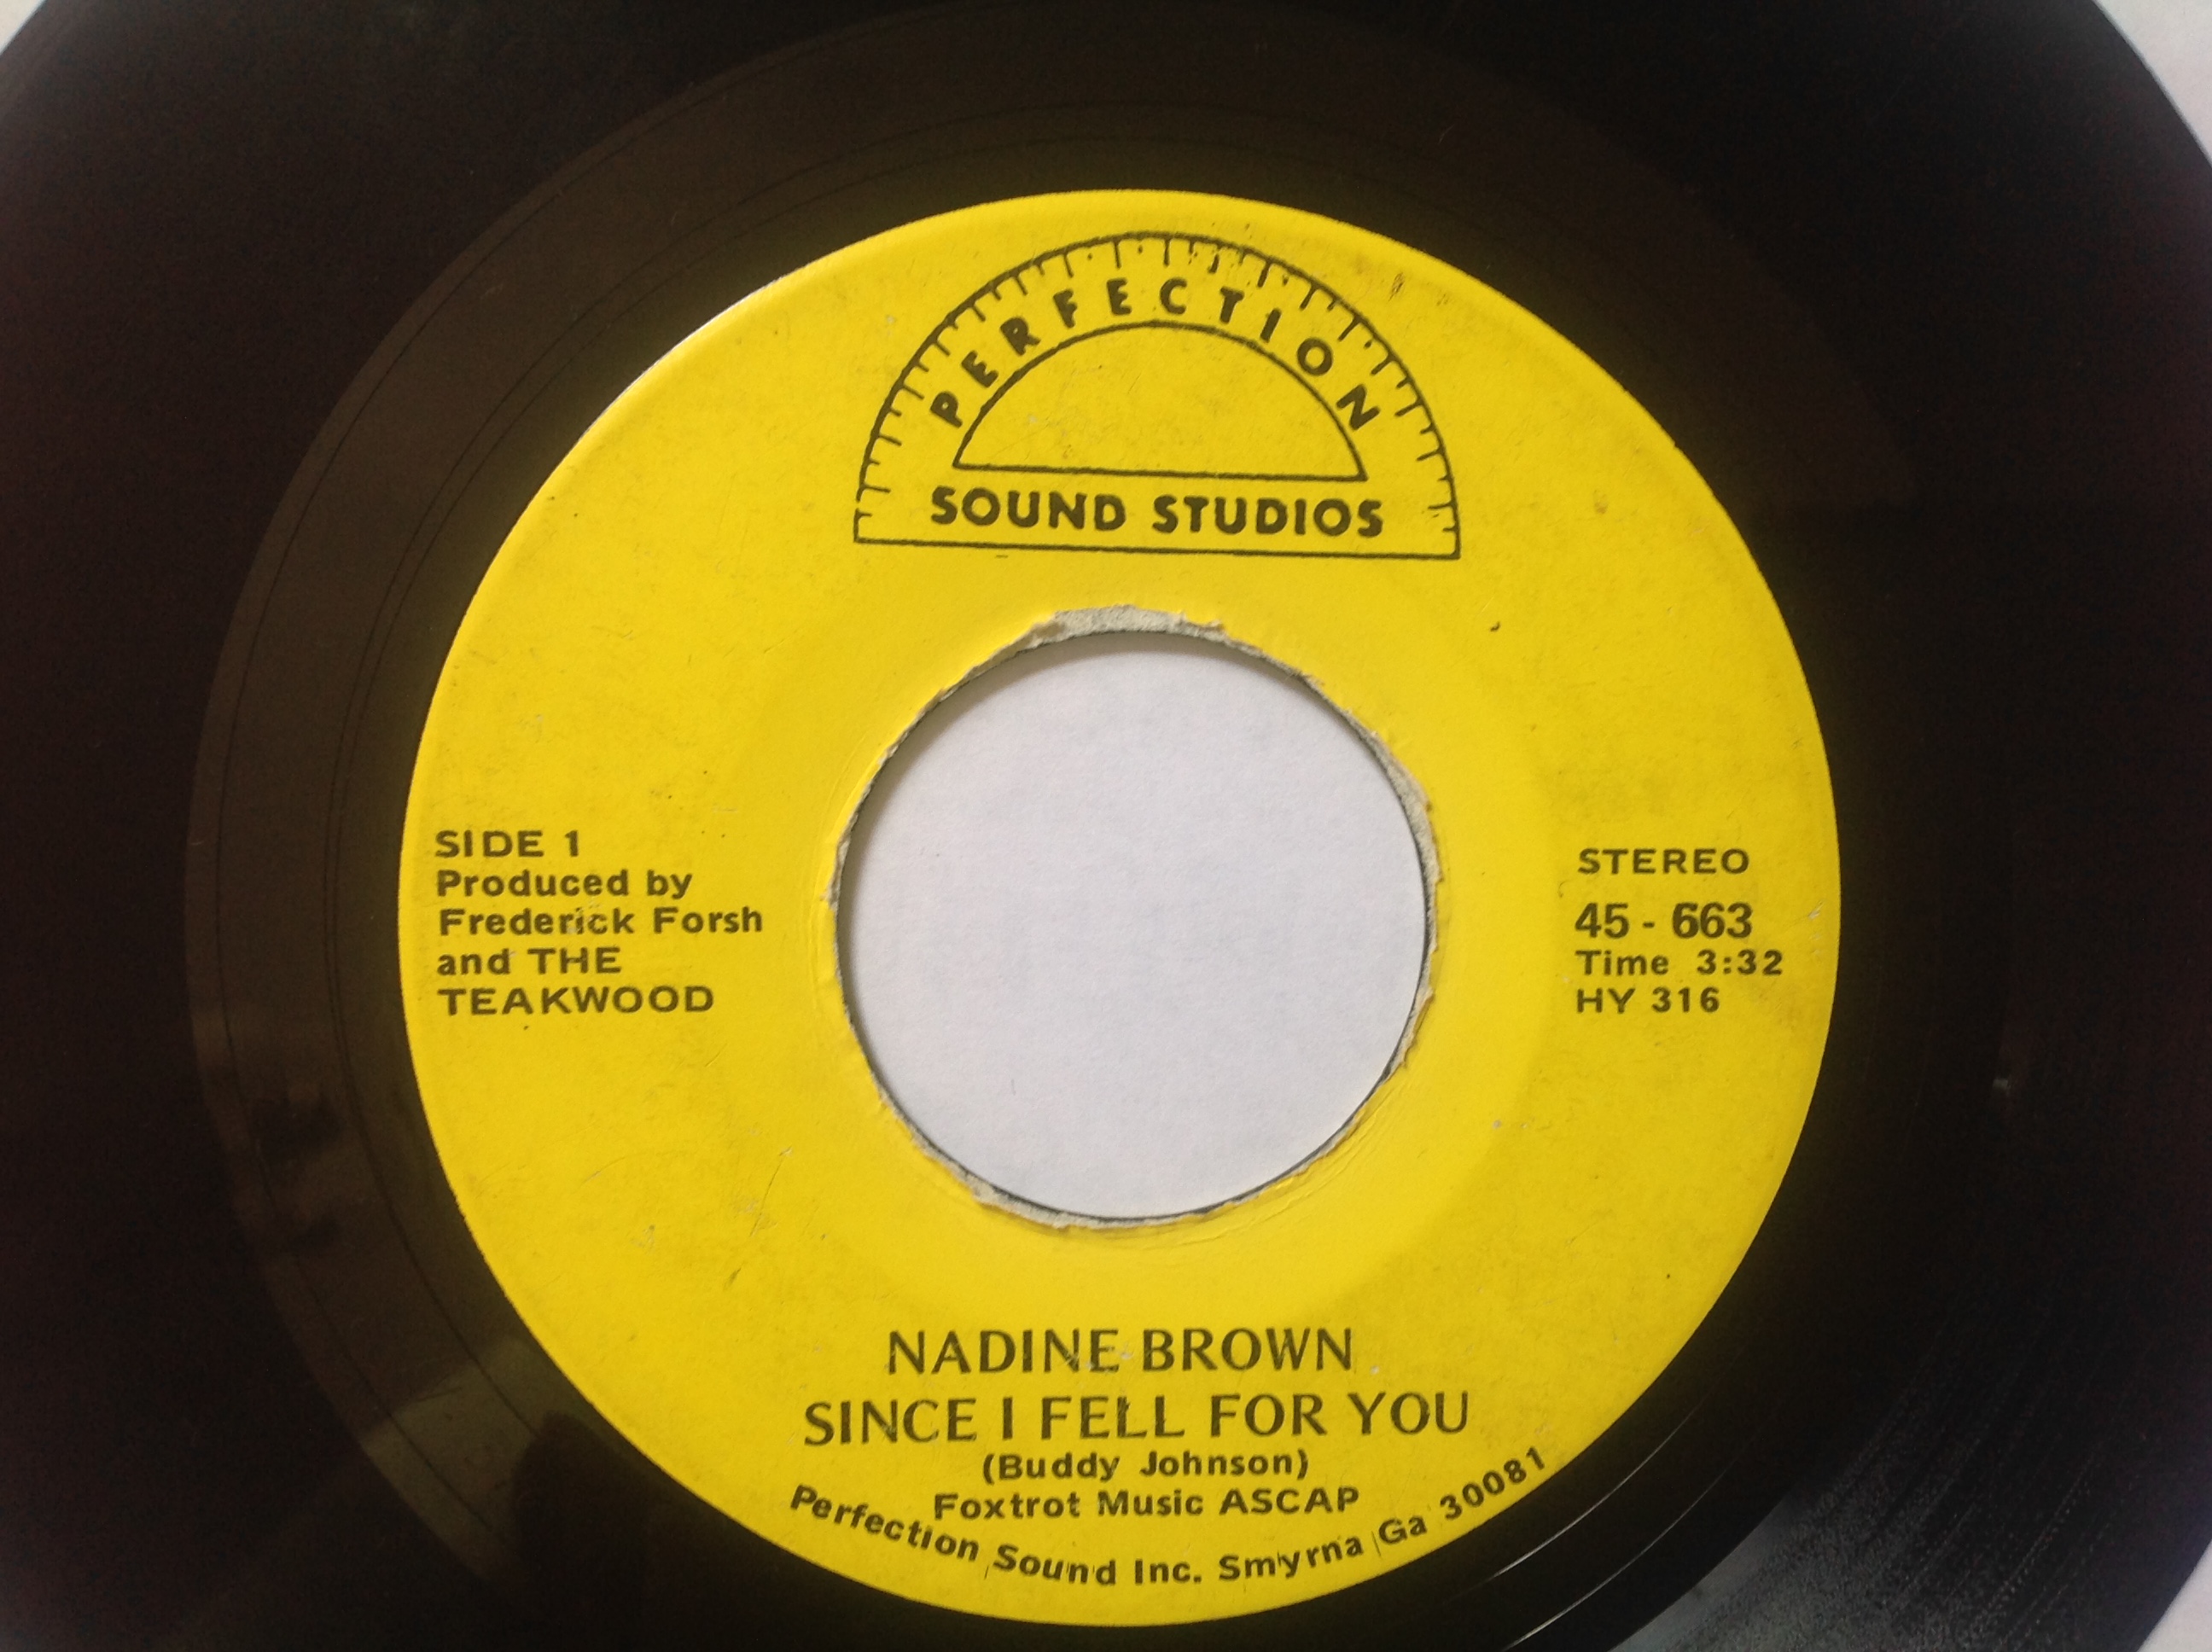 PERFECTION
SOUND STUDIOS
SIDE 1
Produced by
Frederick Forsh
and THE
TEAKWOOD
STEREO
45 - 663
Time 3:32
HY 316
NADINE BROWN
SINCE I FELL FOR YOU
(Buddy Johnson)
Foxtrot Music ASCAP
Perfection Sound Inc. Smyrna Ga 30081